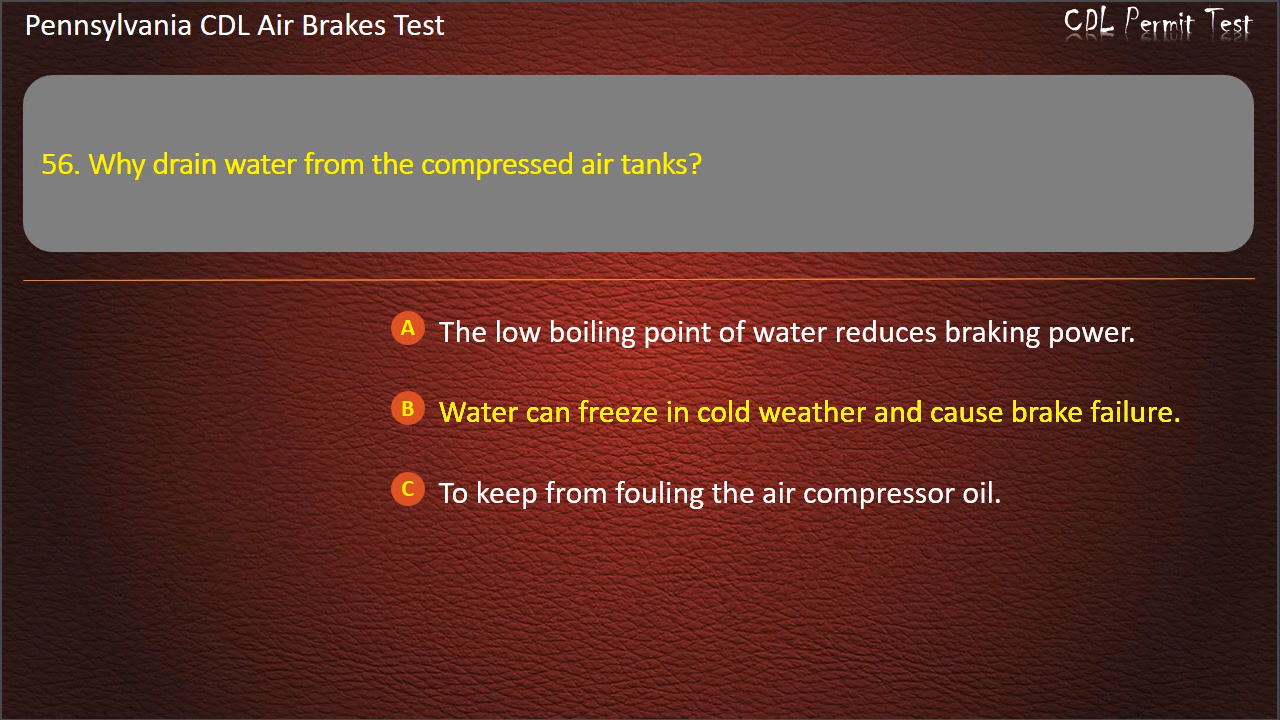 Pennsylvania CDL Air Brakes Test
CDL Permit Test
56. Why drain water from the compressed air tanks?
A The low boiling point of water reduces braking power.
B Water can freeze in cold weather and cause brake failure.
C To keep from fouling the air compressor oil.